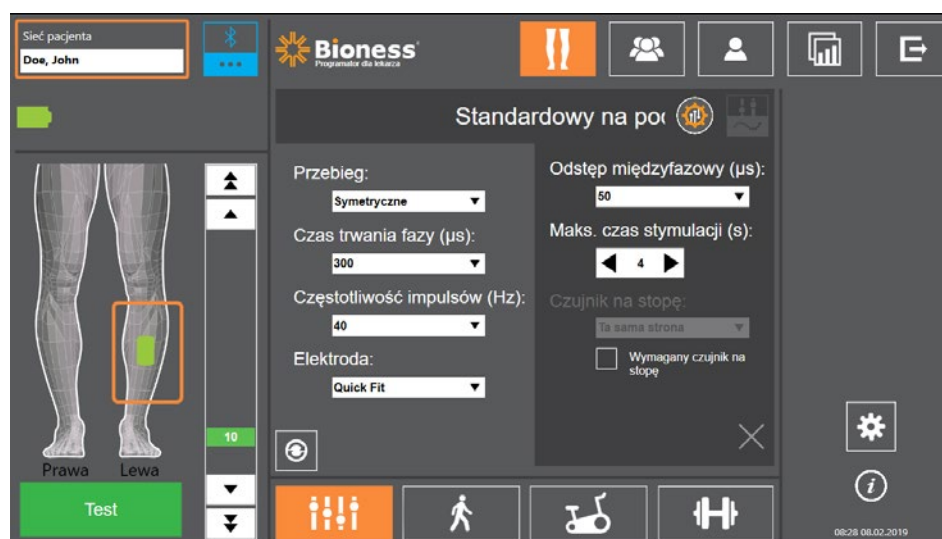 Sieć pacjenta
Doe, John
Bioness
Programator dla lekarza
Standardowy na poc
Przebieg:
Symetryczne
Czas trwania fazy (µs):
300
Częstotliwość impulsów (Hz):
40
Elektroda:
Quick Fit
Odstęp międzyfazowy (µs):
50
Maks. czas stymulacji (s):
4
Czujnik na stopę:
Ta sama strona
Wymagany czujnik na
stopę
10
Prawa Lewa
Test
08:28 08.02.2019